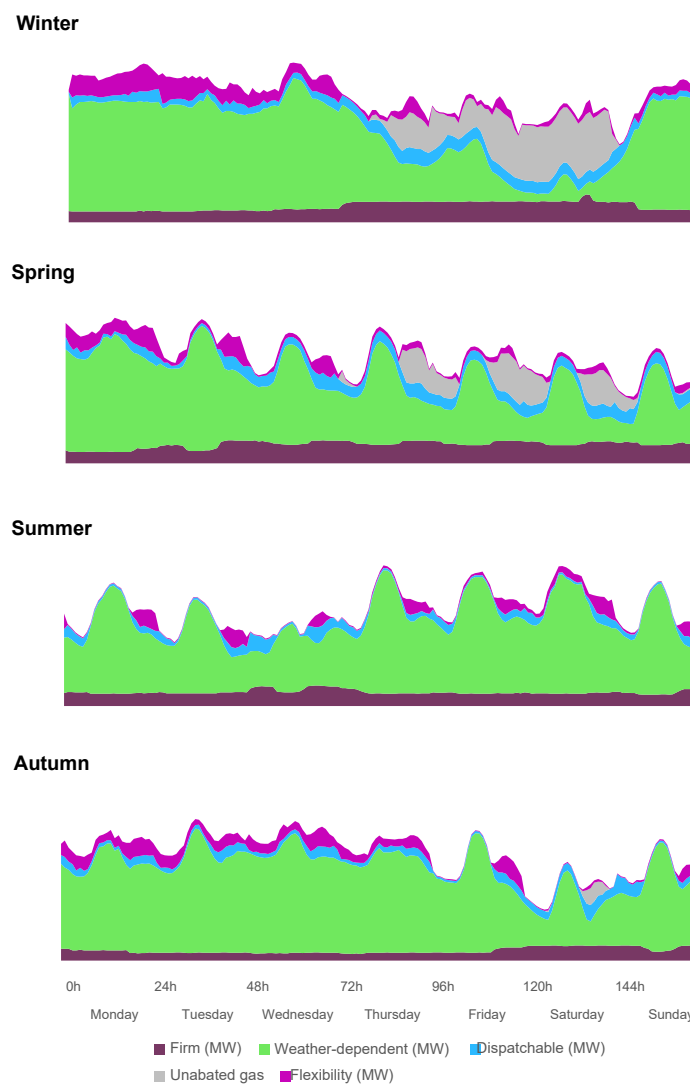 Winter
Spring
Summer
Autumn
0h 24h 48h 72h 96h 120h 144h
Monday Tuesday Wednesday Thursday Friday Saturday Sunday
Firm (MW) Weather-dependent (MW) Dispatchable (MW)
Unabated gas Flexibility (MW)